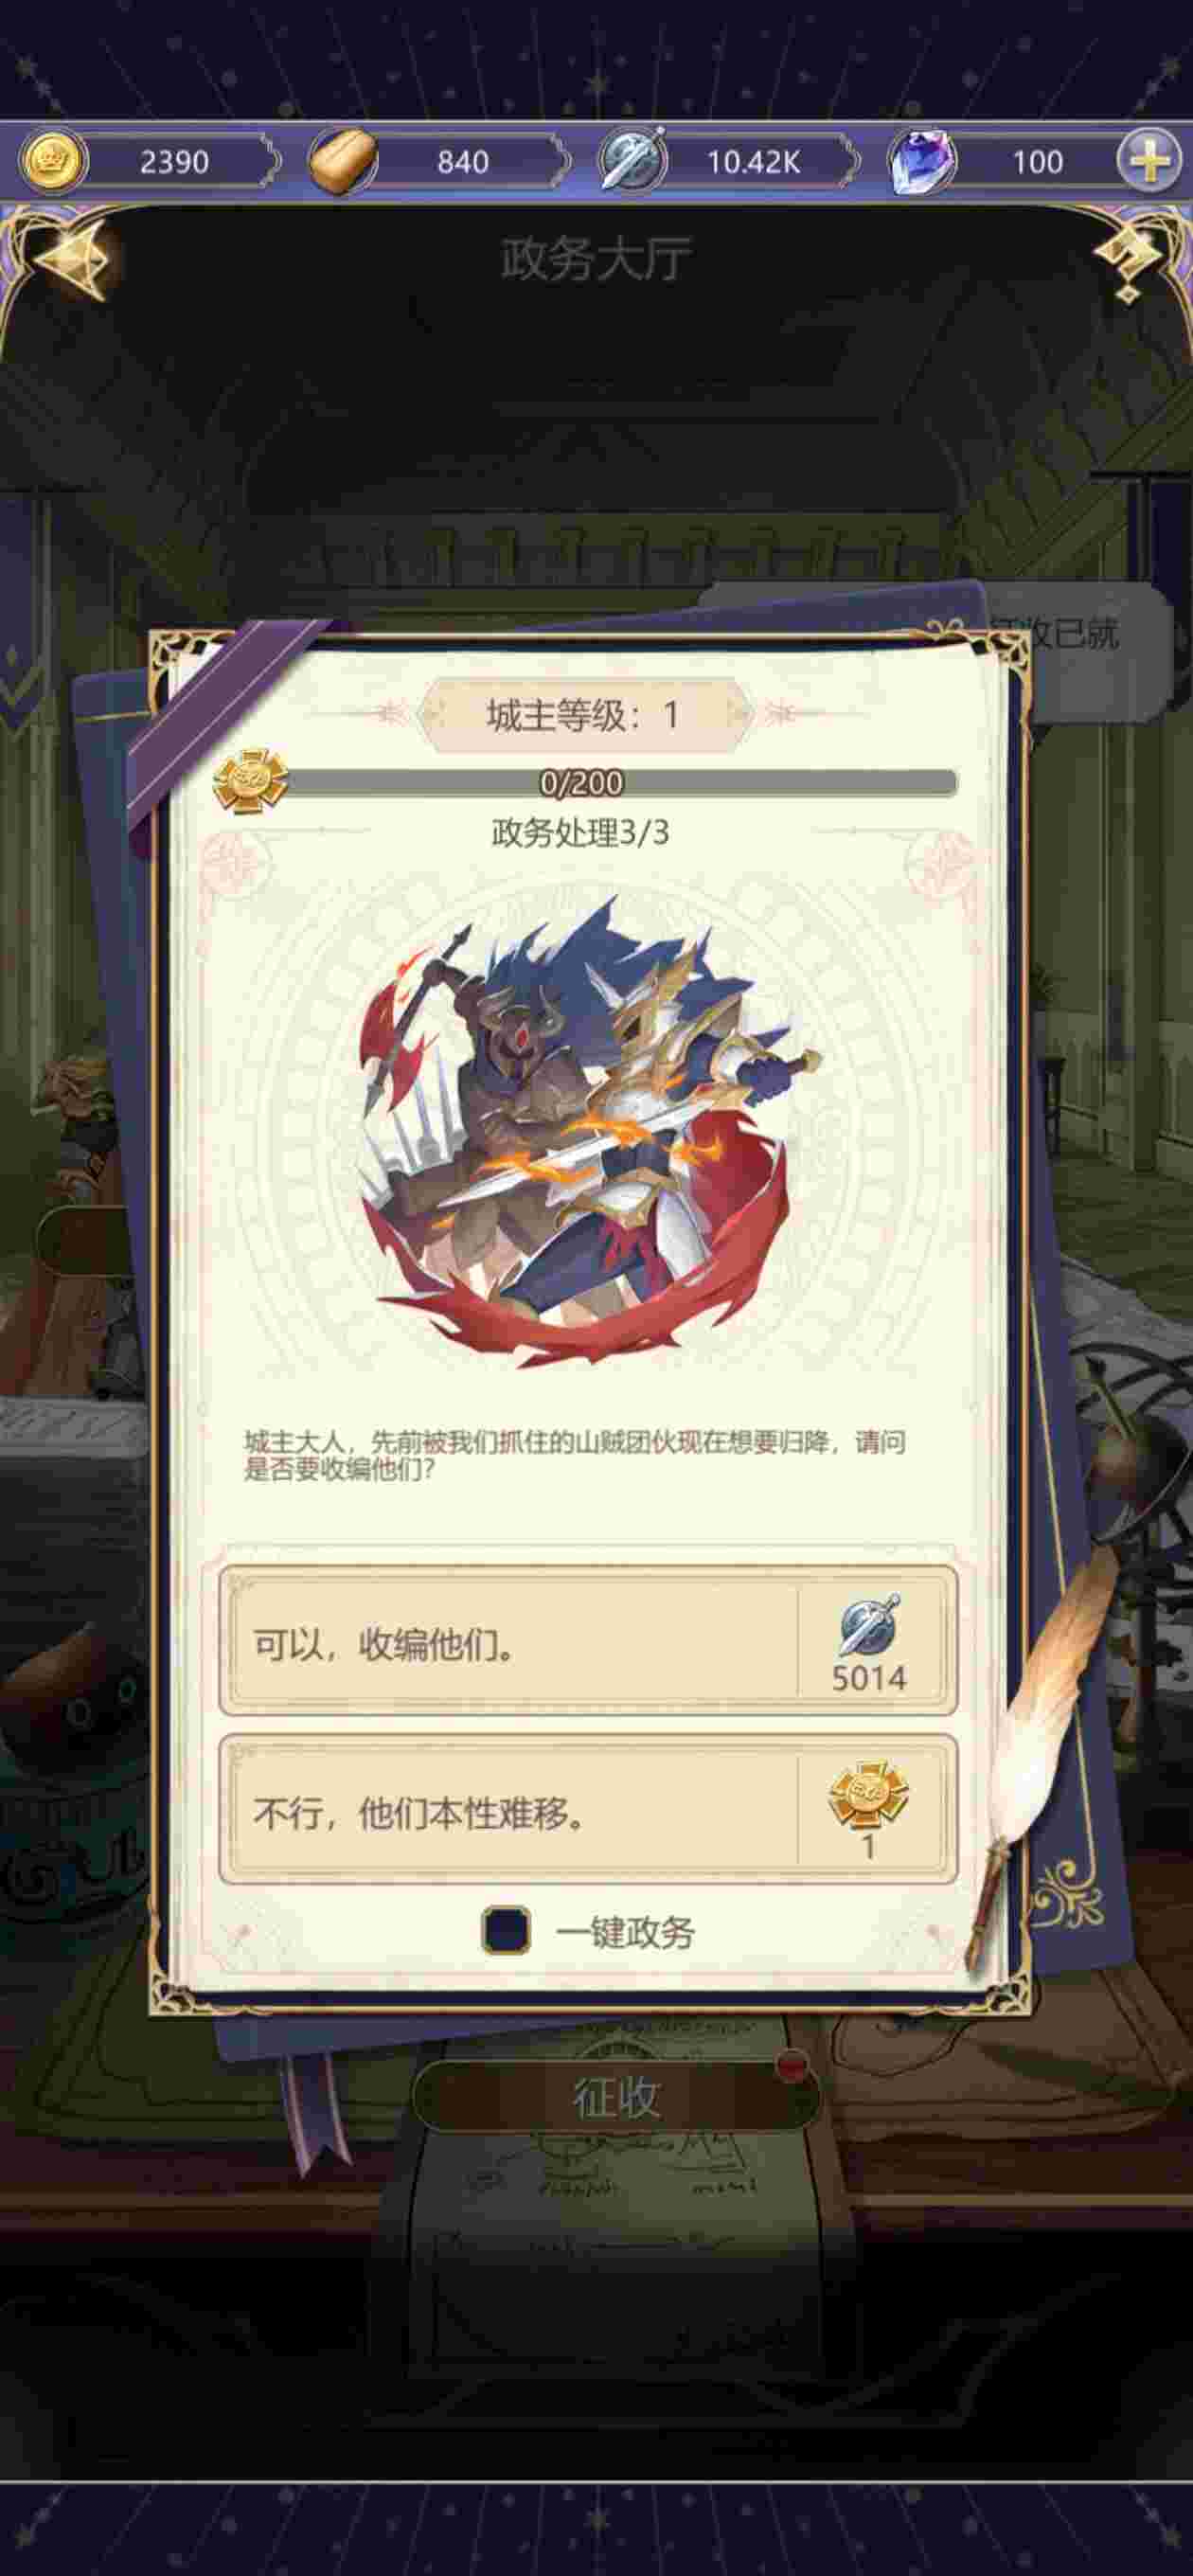 2390
840
10.42K
100
政务大厅
收已就
城主等级：1
0/200
政务处理3/3
城主大人，先前被我们抓住的山贼团伙现在想要归降，请问
是否要收编他们？
可以，收编他们。
5014
不行，他们本性难移。
1
一键政务
征收